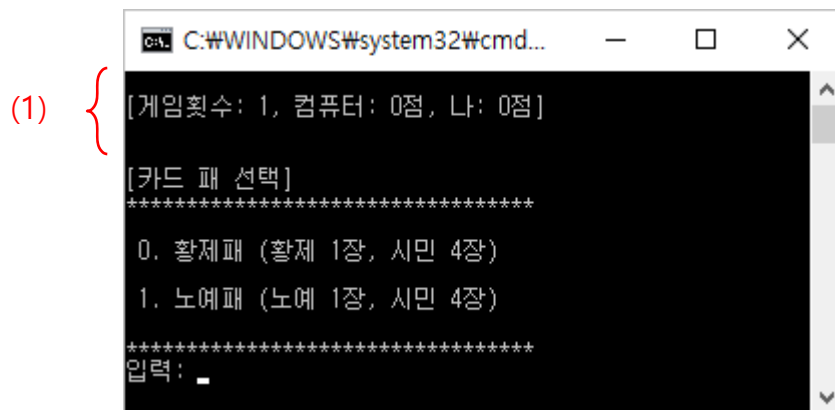 C:₩WINDOWS₩system32₩cmd...
(1)
[게임횟수: 1, 컴퓨터: 0점, 나: 0점]
[카드 패 선택]
**********************************
0. 황제패 (황제 1장, 시민 4장)
1. 노예패 (노예 1장, 시민 4장)
**********************************
입력: